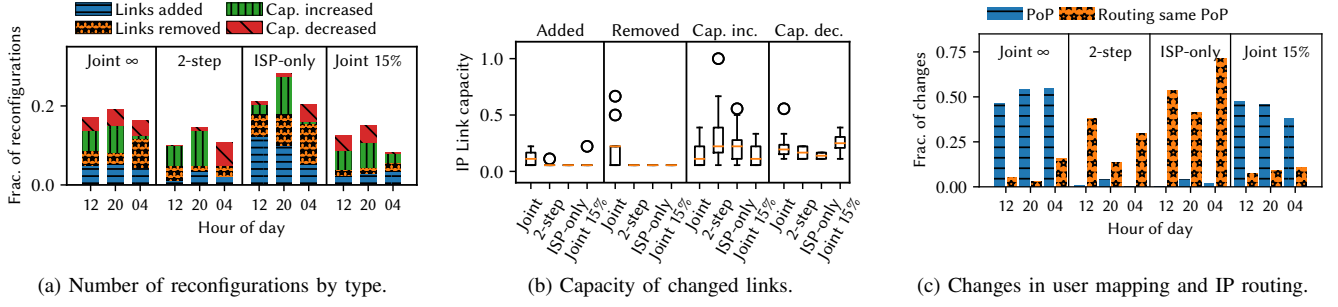 Links added Cap. increased
Links removed Cap. decreased
Joint ∞ 2-step ISP-only Joint 15%
Frac. of reconfigurations
0.2
0.0
12 20 04 12 20 04 12 20 04 12 20 04
Hour of day
(a) Number of reconfigurations by type.
Added Removed Cap. inc. Cap. dec.
IP Link capacity
1.0
0.5
0.0
Joint 2-step ISP-only Joint 15% Joint 2-step ISP-only Joint 15% Joint 2-step ISP-only Joint 15% Joint 2-step ISP-only Joint 15%
(b) Capacity of changed links.
PoP Routing same PoP
Joint ∞ 2-step ISP-only Joint 15%
Frac. of changes
0.75
0.50
0.25
0.00
12 20 04 12 20 04 12 20 04 12 20 04
Hour of day
(c) Changes in user mapping and IP routing.